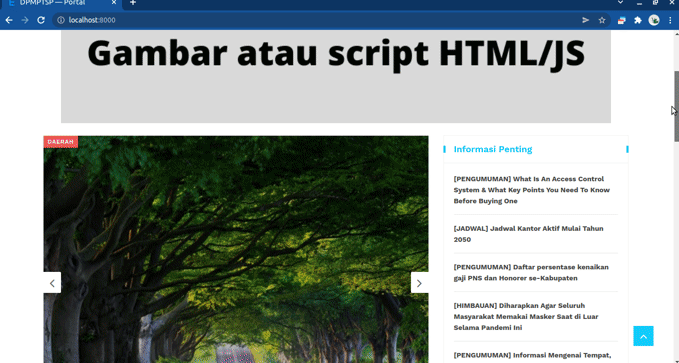 DPMPTSP — Portal
localhost:8000
Gambar atau script HTML/JS
DAERAH
Informasi Penting
[PENGUMUMAN] What Is An Access Control
System & What Key Points You Need To Know
Before Buying One
[JADWAL] Jadwal Kantor Aktif Mulai Tahun
2050
[PENGUMUMAN] Daftar persentase kenaikan
gaji PNS dan Honorer se-Kabupaten
[HIMBAUAN] Diharapkan Agar Seluruh
Masyarakat Memakai Masker Saat di Luar
Selama Pandemi Ini
[PENGUMUMAN] Informasi Mengenai Tempat,